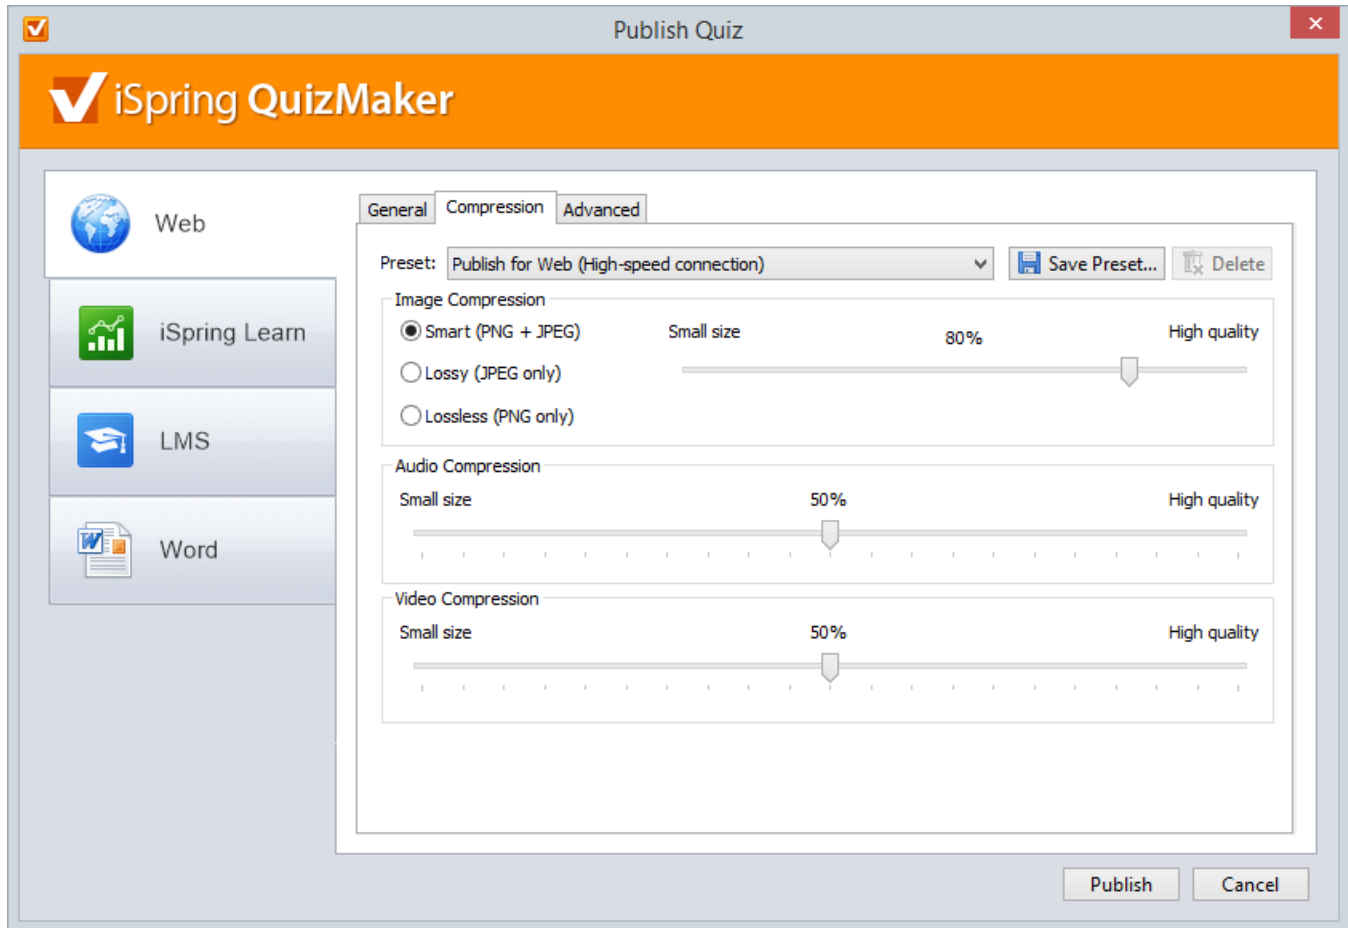 Publish Quiz
iSpring QuizMaker
Web
iSpring Learn
LMS
Word
General Compression Advanced
Preset: Publish for Web (High-speed connection) Save Preset... Delete
Image Compression
Smart (PNG + JPEG) Small size 80% High quality
Lossy (JPEG only)
Lossless (PNG only)
Audio Compression
Small size 50% High quality
Video Compression
Small size 50% High quality
Publish Cancel